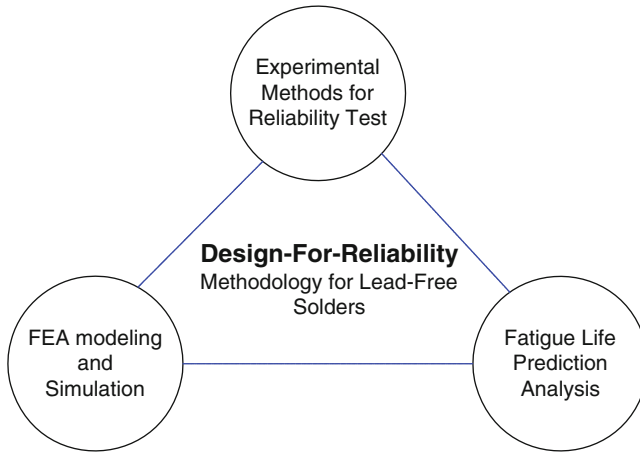 Experimental
Methods for
Reliability Test
Design-For-Reliability
Methodology for Lead-Free
Solders
FEA modeling
and
Simulation
Fatigue Life
Prediction
Analysis